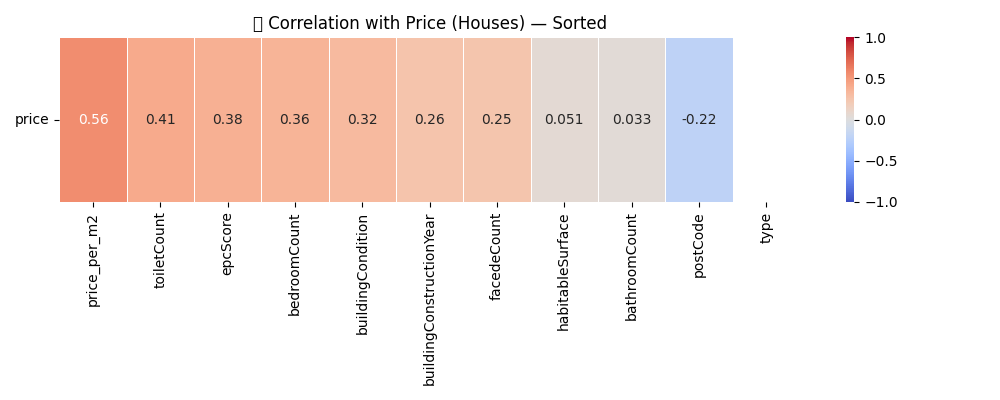 Correlation with Price (Houses) — Sorted
price
0.56 0.41 0.38 0.36 0.32 0.26 0.25 0.051 0.033 -0.22
price_per_m2
toiletCount
epcScore
bedroomCount
buildingCondition
buildingConstructionYear
facedeCount
habitableSurface
bathroomCount
postCode
type
1.0
0.5
0.0
−0.5
−1.0